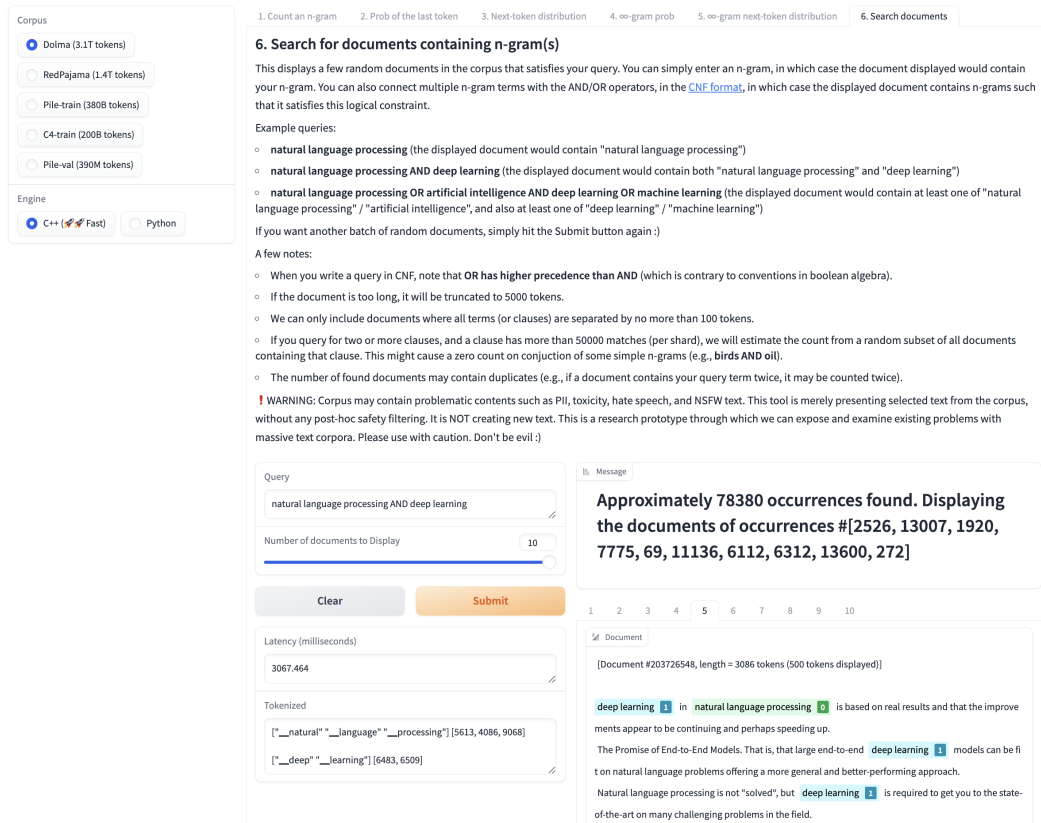 Corpus
Dolma (3.1T tokens)
RedPajama (1.4T tokens)
Pile-train (380B tokens)
C4-train (200B tokens)
Pile-val (390M tokens)
Engine
C++ (🚀🚀 Fast)
Python
1. Count an n-gram
2. Prob of the last token
3. Next-token distribution
4. ∞-gram prob
5. ∞-gram next-token distribution
6. Search documents
6. Search for documents containing n-gram(s)
This displays a few random documents in the corpus that satisfies your query. You can simply enter an n-gram, in which case the document displayed would contain
your n-gram. You can also connect multiple n-gram terms with the AND/OR operators, in the CNF format, in which case the displayed document contains n-grams such
that it satisfies this logical constraint.
Example queries:
◦ natural language processing (the displayed document would contain "natural language processing")
◦ natural language processing AND deep learning (the displayed document would contain both "natural language processing" and "deep learning")
◦ natural language processing OR artificial intelligence AND deep learning OR machine learning (the displayed document would contain at least one of "natural
language processing" / "artificial intelligence", and also at least one of "deep learning" / "machine learning")
If you want another batch of random documents, simply hit the Submit button again :)
A few notes:
◦ When you write a query in CNF, note that OR has higher precedence than AND (which is contrary to conventions in boolean algebra).
◦ If the document is too long, it will be truncated to 5000 tokens.
◦ We can only include documents where all terms (or clauses) are separated by no more than 100 tokens.
◦ If you query for two or more clauses, and a clause has more than 50000 matches (per shard), we will estimate the count from a random subset of all documents
containing that clause. This might cause a zero count on conjuction of some simple n-grams (e.g., birds AND oil).
◦ The number of found documents may contain duplicates (e.g., if a document contains your query term twice, it may be counted twice).
❗WARNING: Corpus may contain problematic contents such as PII, toxicity, hate speech, and NSFW text. This tool is merely presenting selected text from the corpus,
without any post-hoc safety filtering. It is NOT creating new text. This is a research prototype through which we can expose and examine existing problems with
massive text corpora. Please use with caution. Don't be evil :)
Query
natural language processing AND deep learning
Number of documents to Display
10
Clear
Submit
Latency (milliseconds)
3067.464
Tokenized
["▁natural" "▁language" "▁processing"] [5613, 4086, 9068]
["▁deep" "▁learning"] [6483, 6509]
Message
Approximately 78380 occurrences found. Displaying
the documents of occurrences #[2526, 13007, 1920,
7775, 69, 11136, 6112, 6312, 13600, 272]
1 2 3 4 5 6 7 8 9 10
Document
[Document #203726548, length = 3086 tokens (500 tokens displayed)]
deep learning 1 in natural language processing 0 is based on real results and that the improve
ments appear to be continuing and perhaps speeding up.
The Promise of End-to-End Models. That is, that large end-to-end deep learning 1 models can be fi
t on natural language problems offering a more general and better-performing approach.
Natural language processing is not "solved", but deep learning 1 is required to get you to the state-
of-the-art on many challenging problems in the field.